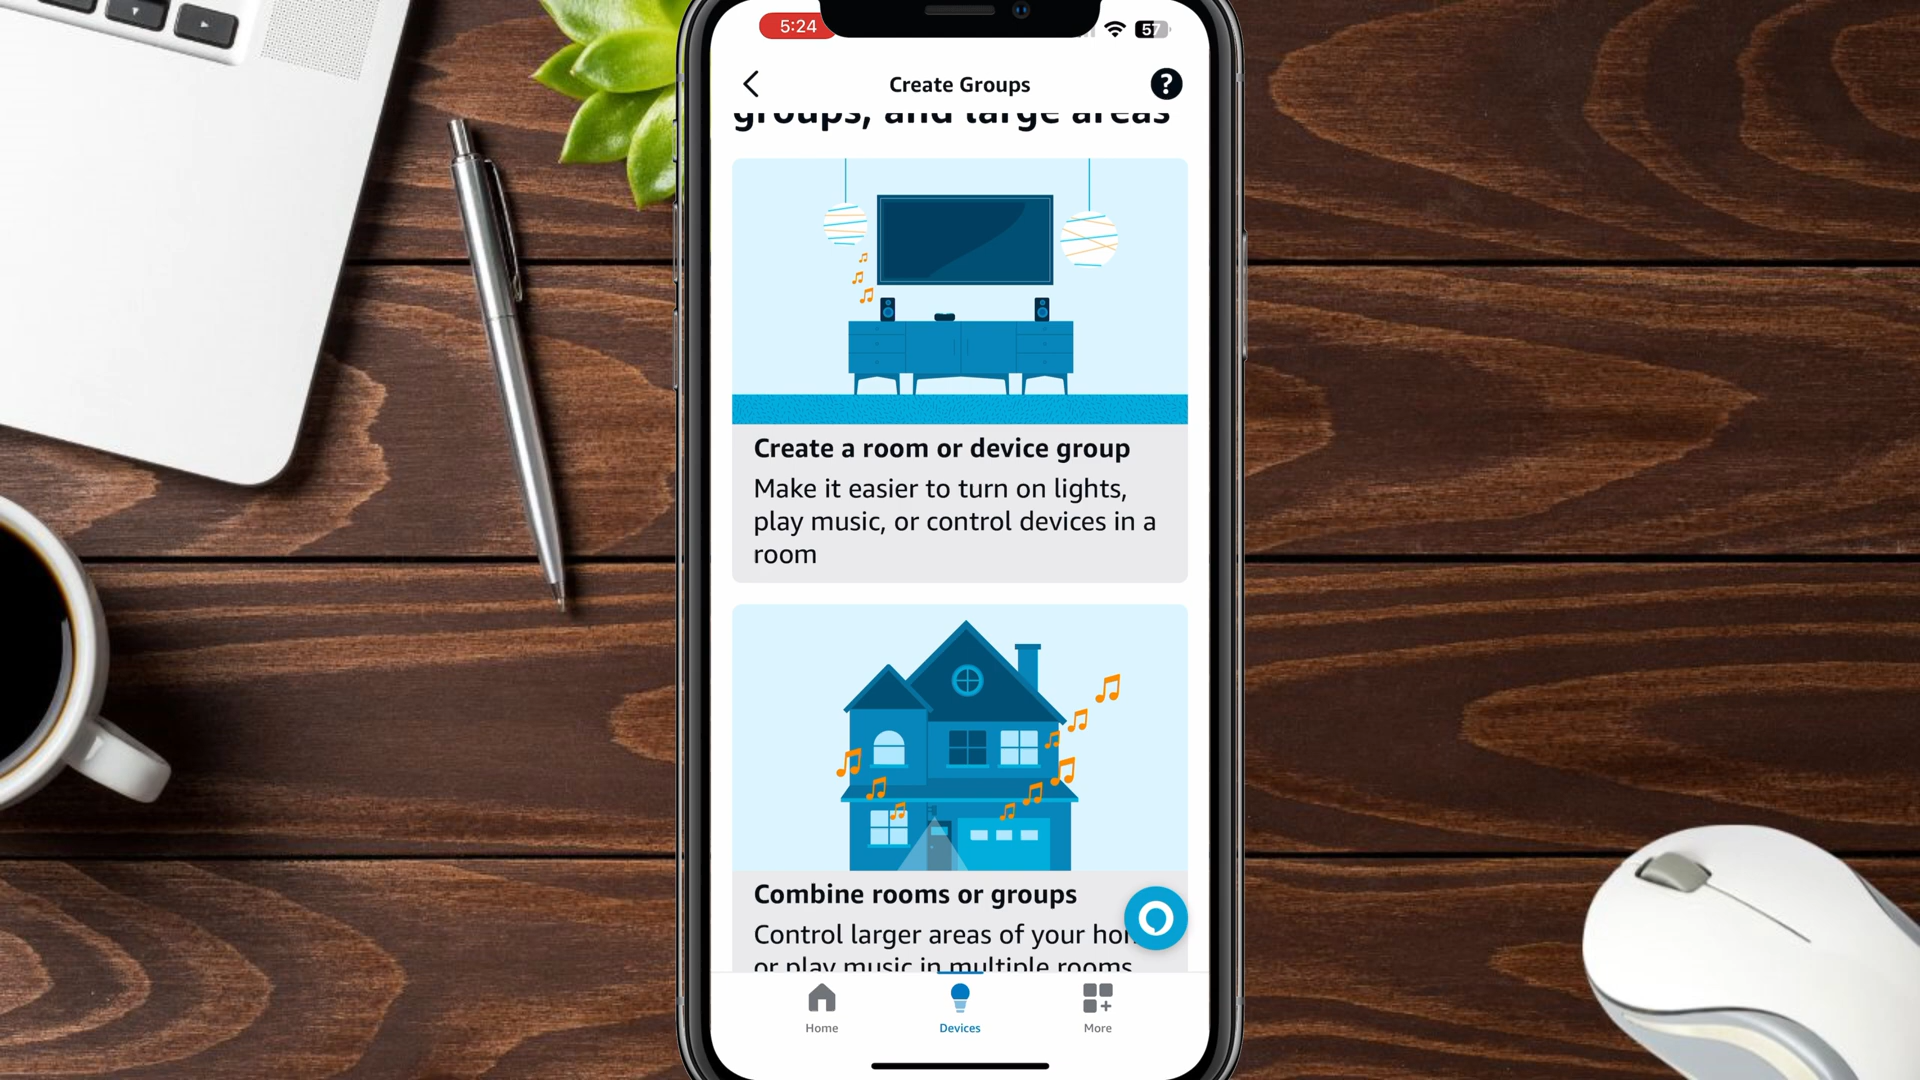 5:24
57
Create Groups
?
groups, and large areas
Create a room or device group
Make it easier to turn on lights,
play music, or control devices in a
room
Combine rooms or groups
Control larger areas of your
or play music in multiple rooms
Home
Devices
More